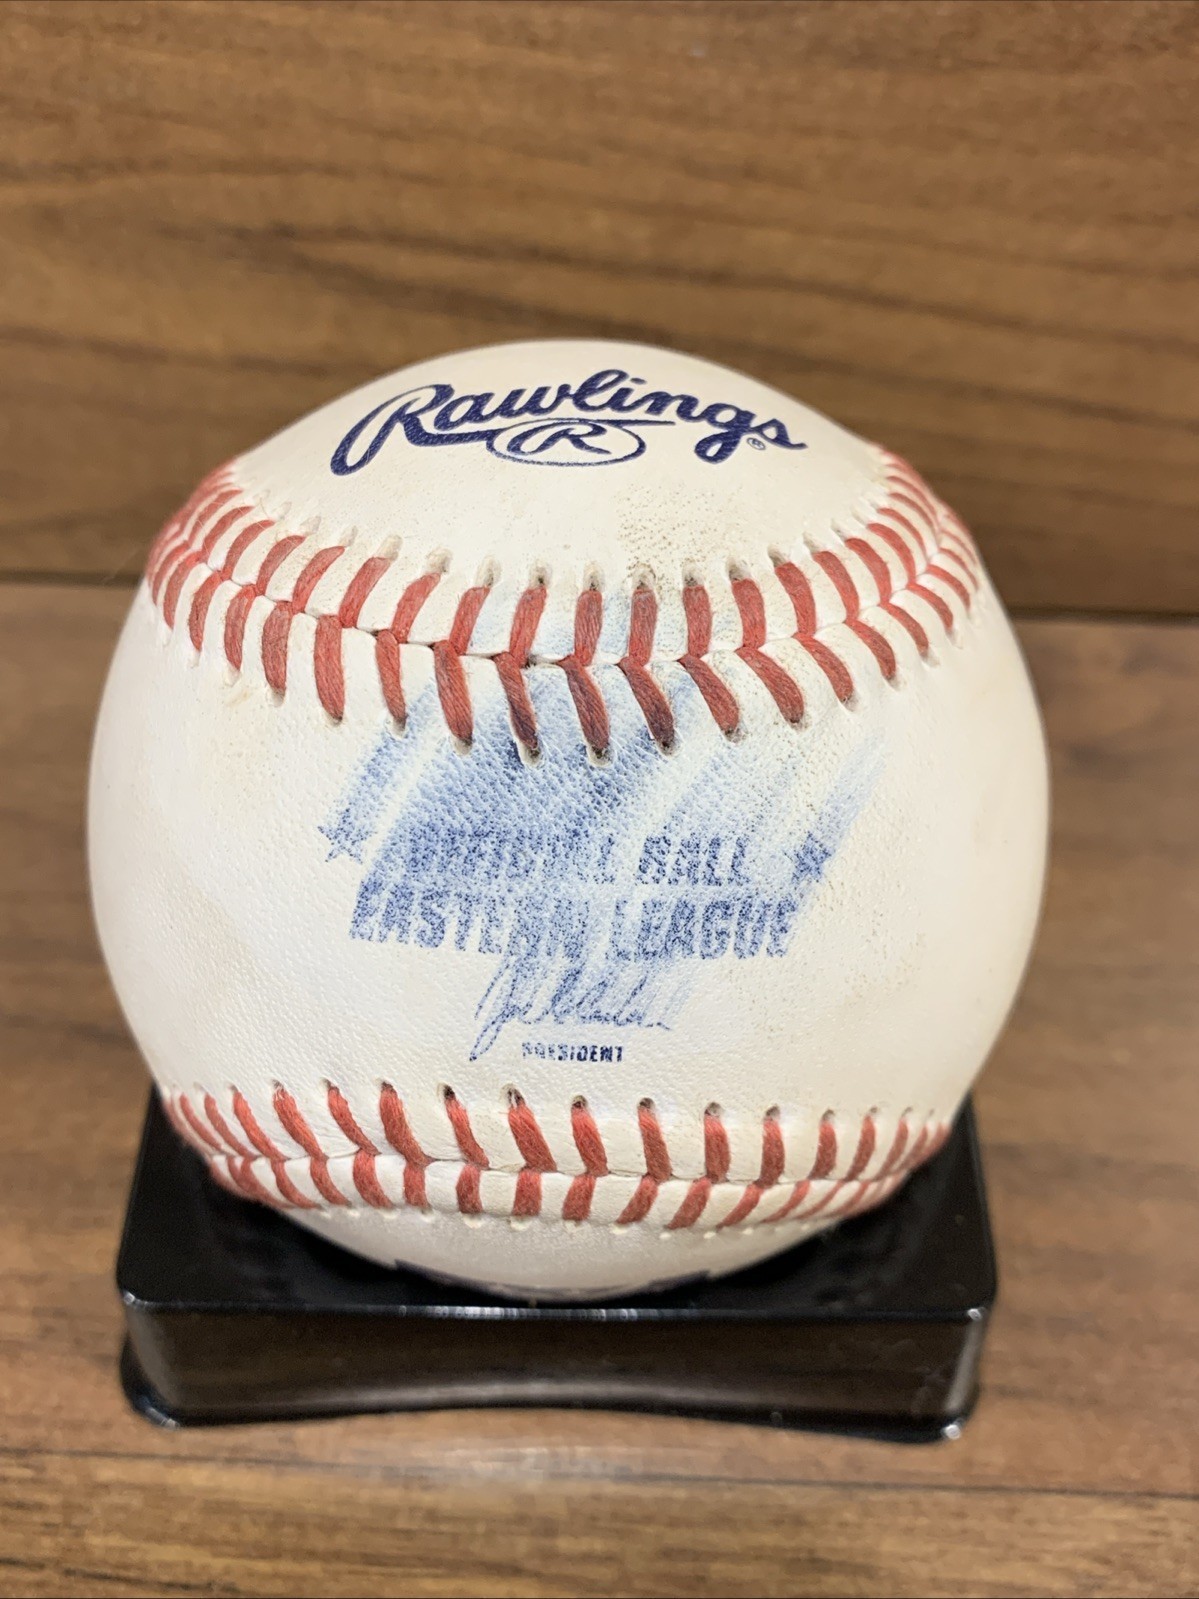 Rawlings®
R
OFFICIAL BALL
EASTERN LEAGUE
PRESIDENT